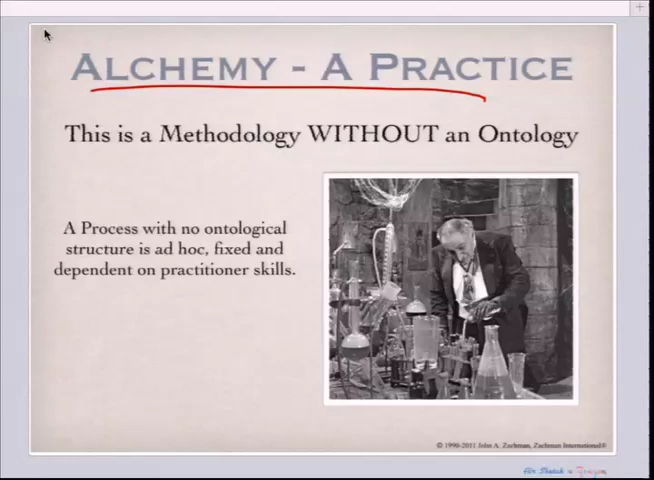 ALCHEMY - A PRACTICE
This is a Methodology WITHOUT an Ontology
A Process with no ontological
structure is ad hoc, fixed and
dependent on practitioner skills.
© 1990-2011 John A. Zachman, Zachman International®